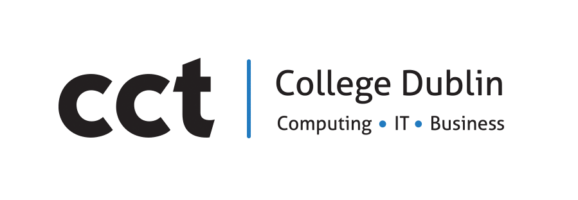 cct
College Dublin
Computing • IT • Business